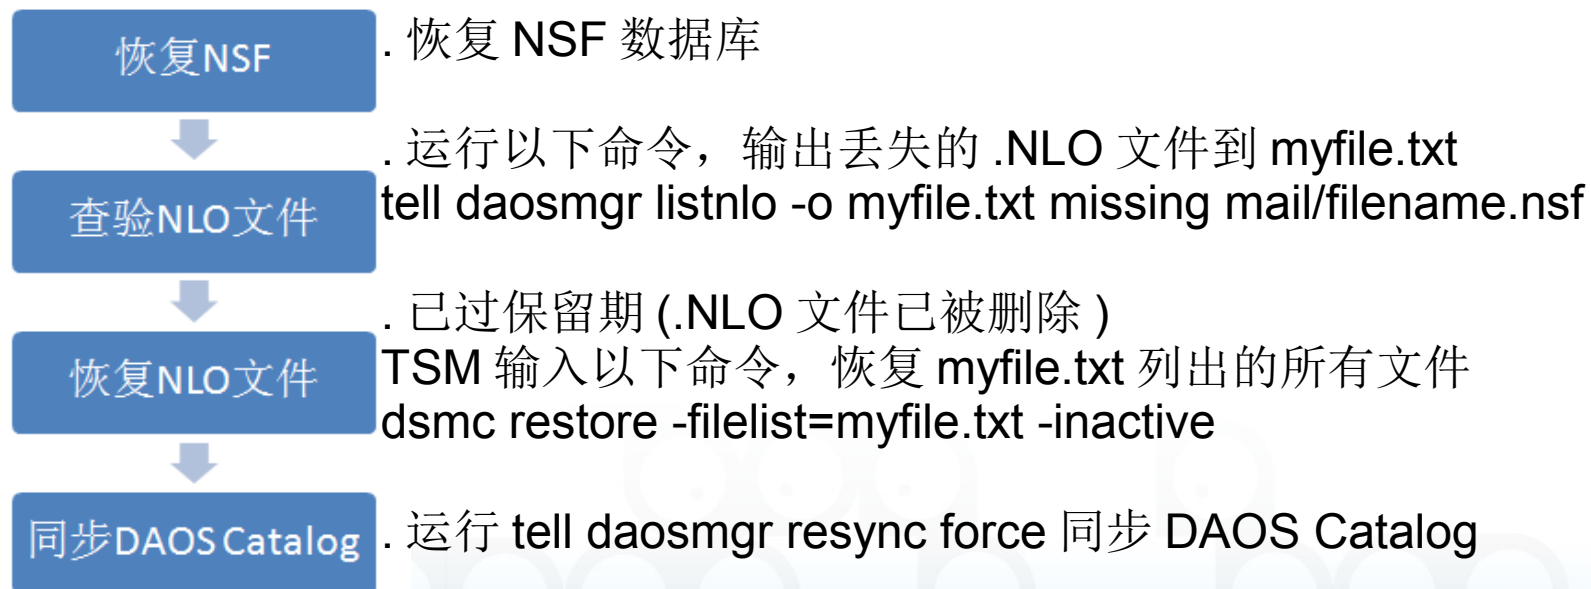 恢复NSF
. 恢复 NSF 数据库
. 运行以下命令，输出丢失的 .NLO 文件到 myfile.txt
查验NLO文件
tell daosmgr listnlo -o myfile.txt missing mail/filename.nsf
. 已过保留期 (.NLO 文件已被删除 )
恢复NLO文件
TSM 输入以下命令，恢复 myfile.txt 列出的所有文件
dsmc restore -filelist=myfile.txt -inactive
同步DAOS Catalog
. 运行 tell daosmgr resync force 同步 DAOS Catalog